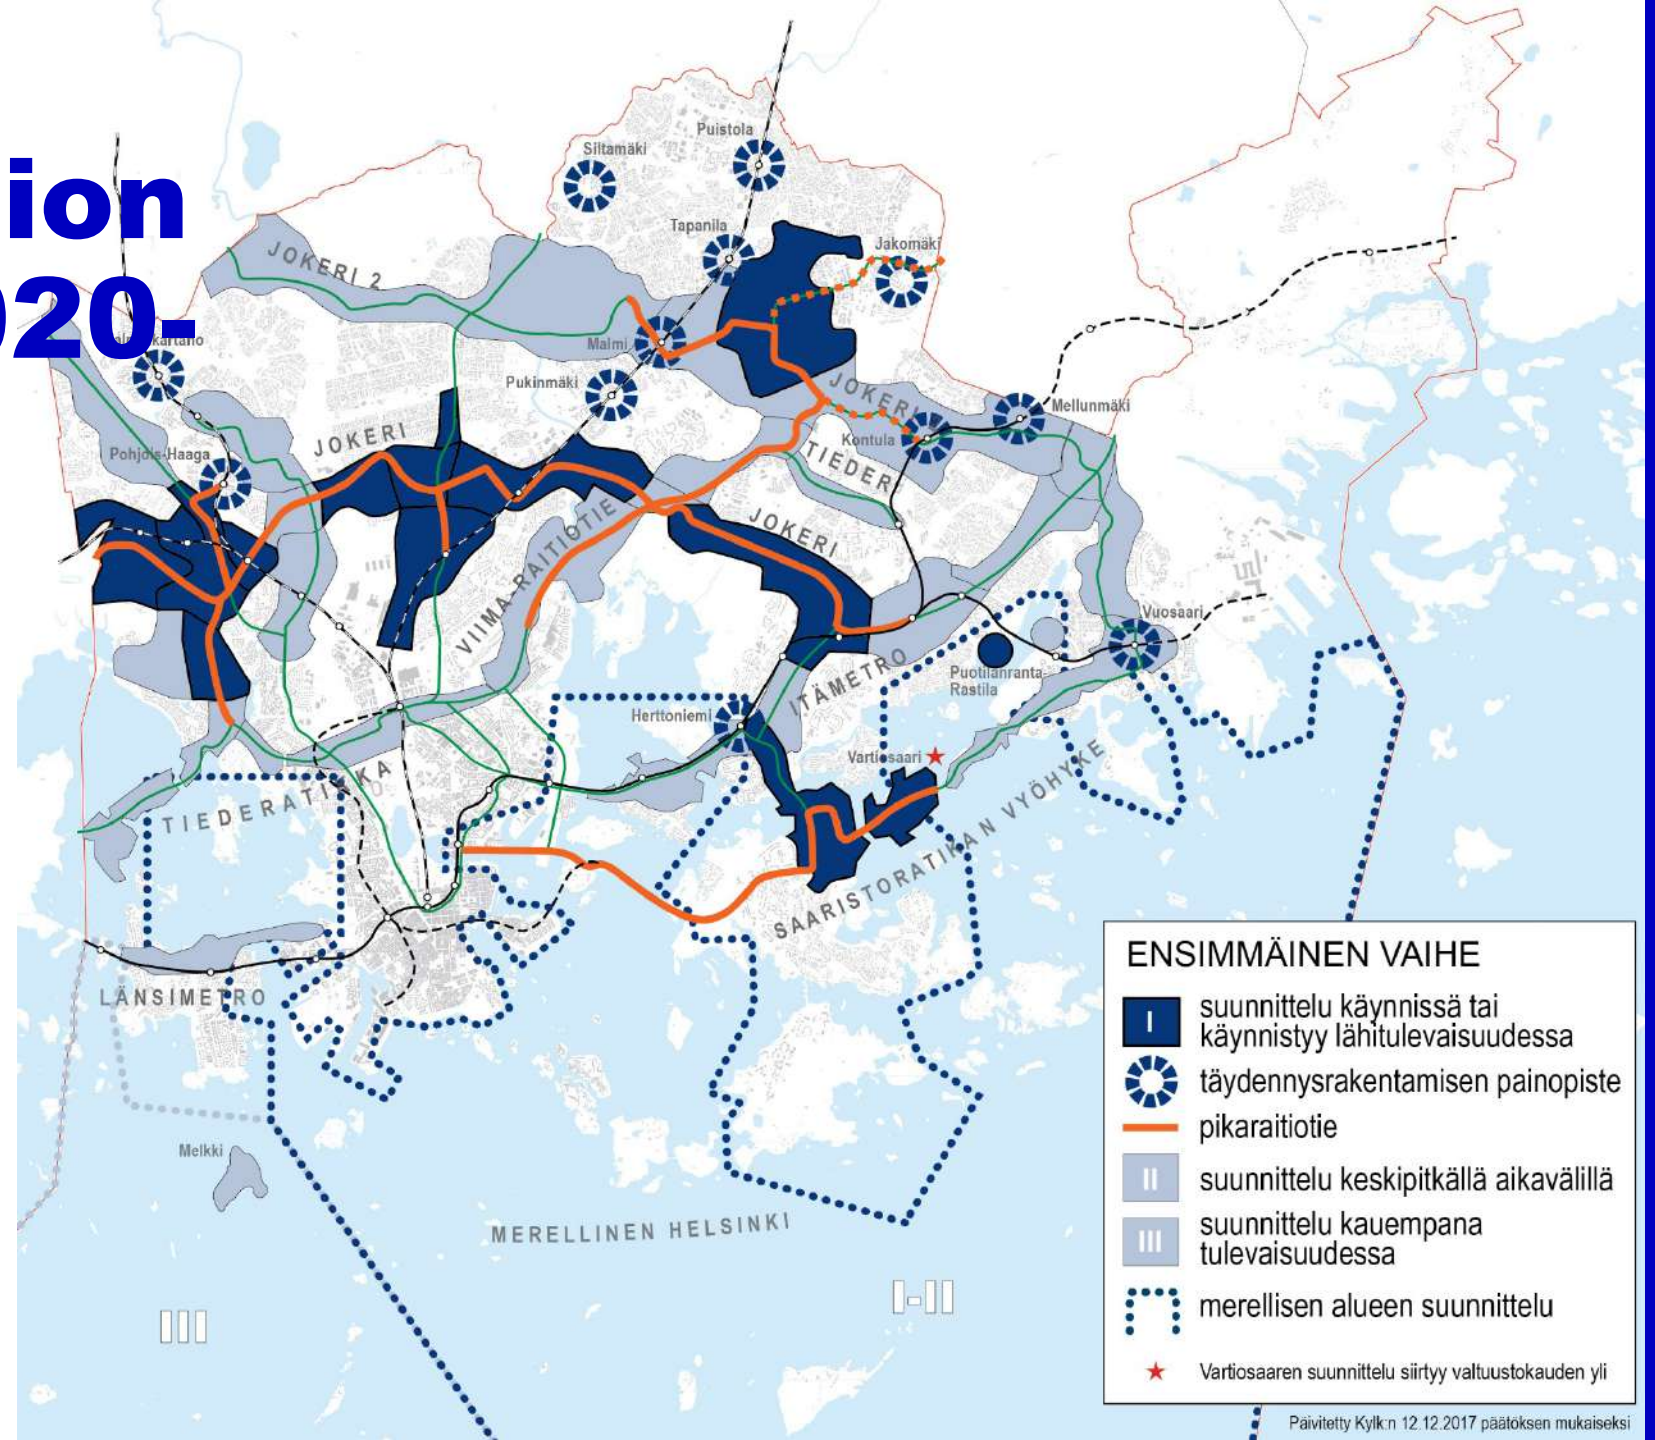 ion
020-
Puistola
Siltamäki
Tapanila
Jakomäki
JOKERI 2
kartano
Malmi
Pukinmäki
JOKERI
Mellunmäki
Kontula
JOKERI
Pohjois-Haaga
TIEDER
VIIMA-RAITIOTIE
JOKERI
Vuosaari
Puotilanranta-
Rastila
ITÄMETRO
Herttoniemi
Vartiosaari
TIEDERATIKKA
SAARISTORATIKAN VYÖHYKE
LÄNSIMETRO
Melkki
MERELLINEN HELSINKI
I-II
III
ENSIMMÄINEN VAIHE
I suunnittelu käynnissä tai
käynnistyy lähitulevaisuudessa
täydennysrakentamisen painopiste
pikaraitiotie
II suunnittelu keskipitkällä aikavälillä
III suunnittelu kauempana
tulevaisuudessa
merellisen alueen suunnittelu
Vartiosaaren suunnittelu siirtyy valtuustokauden yli
Päivitetty Kylk:n 12.12.2017 päätöksen mukaiseksi